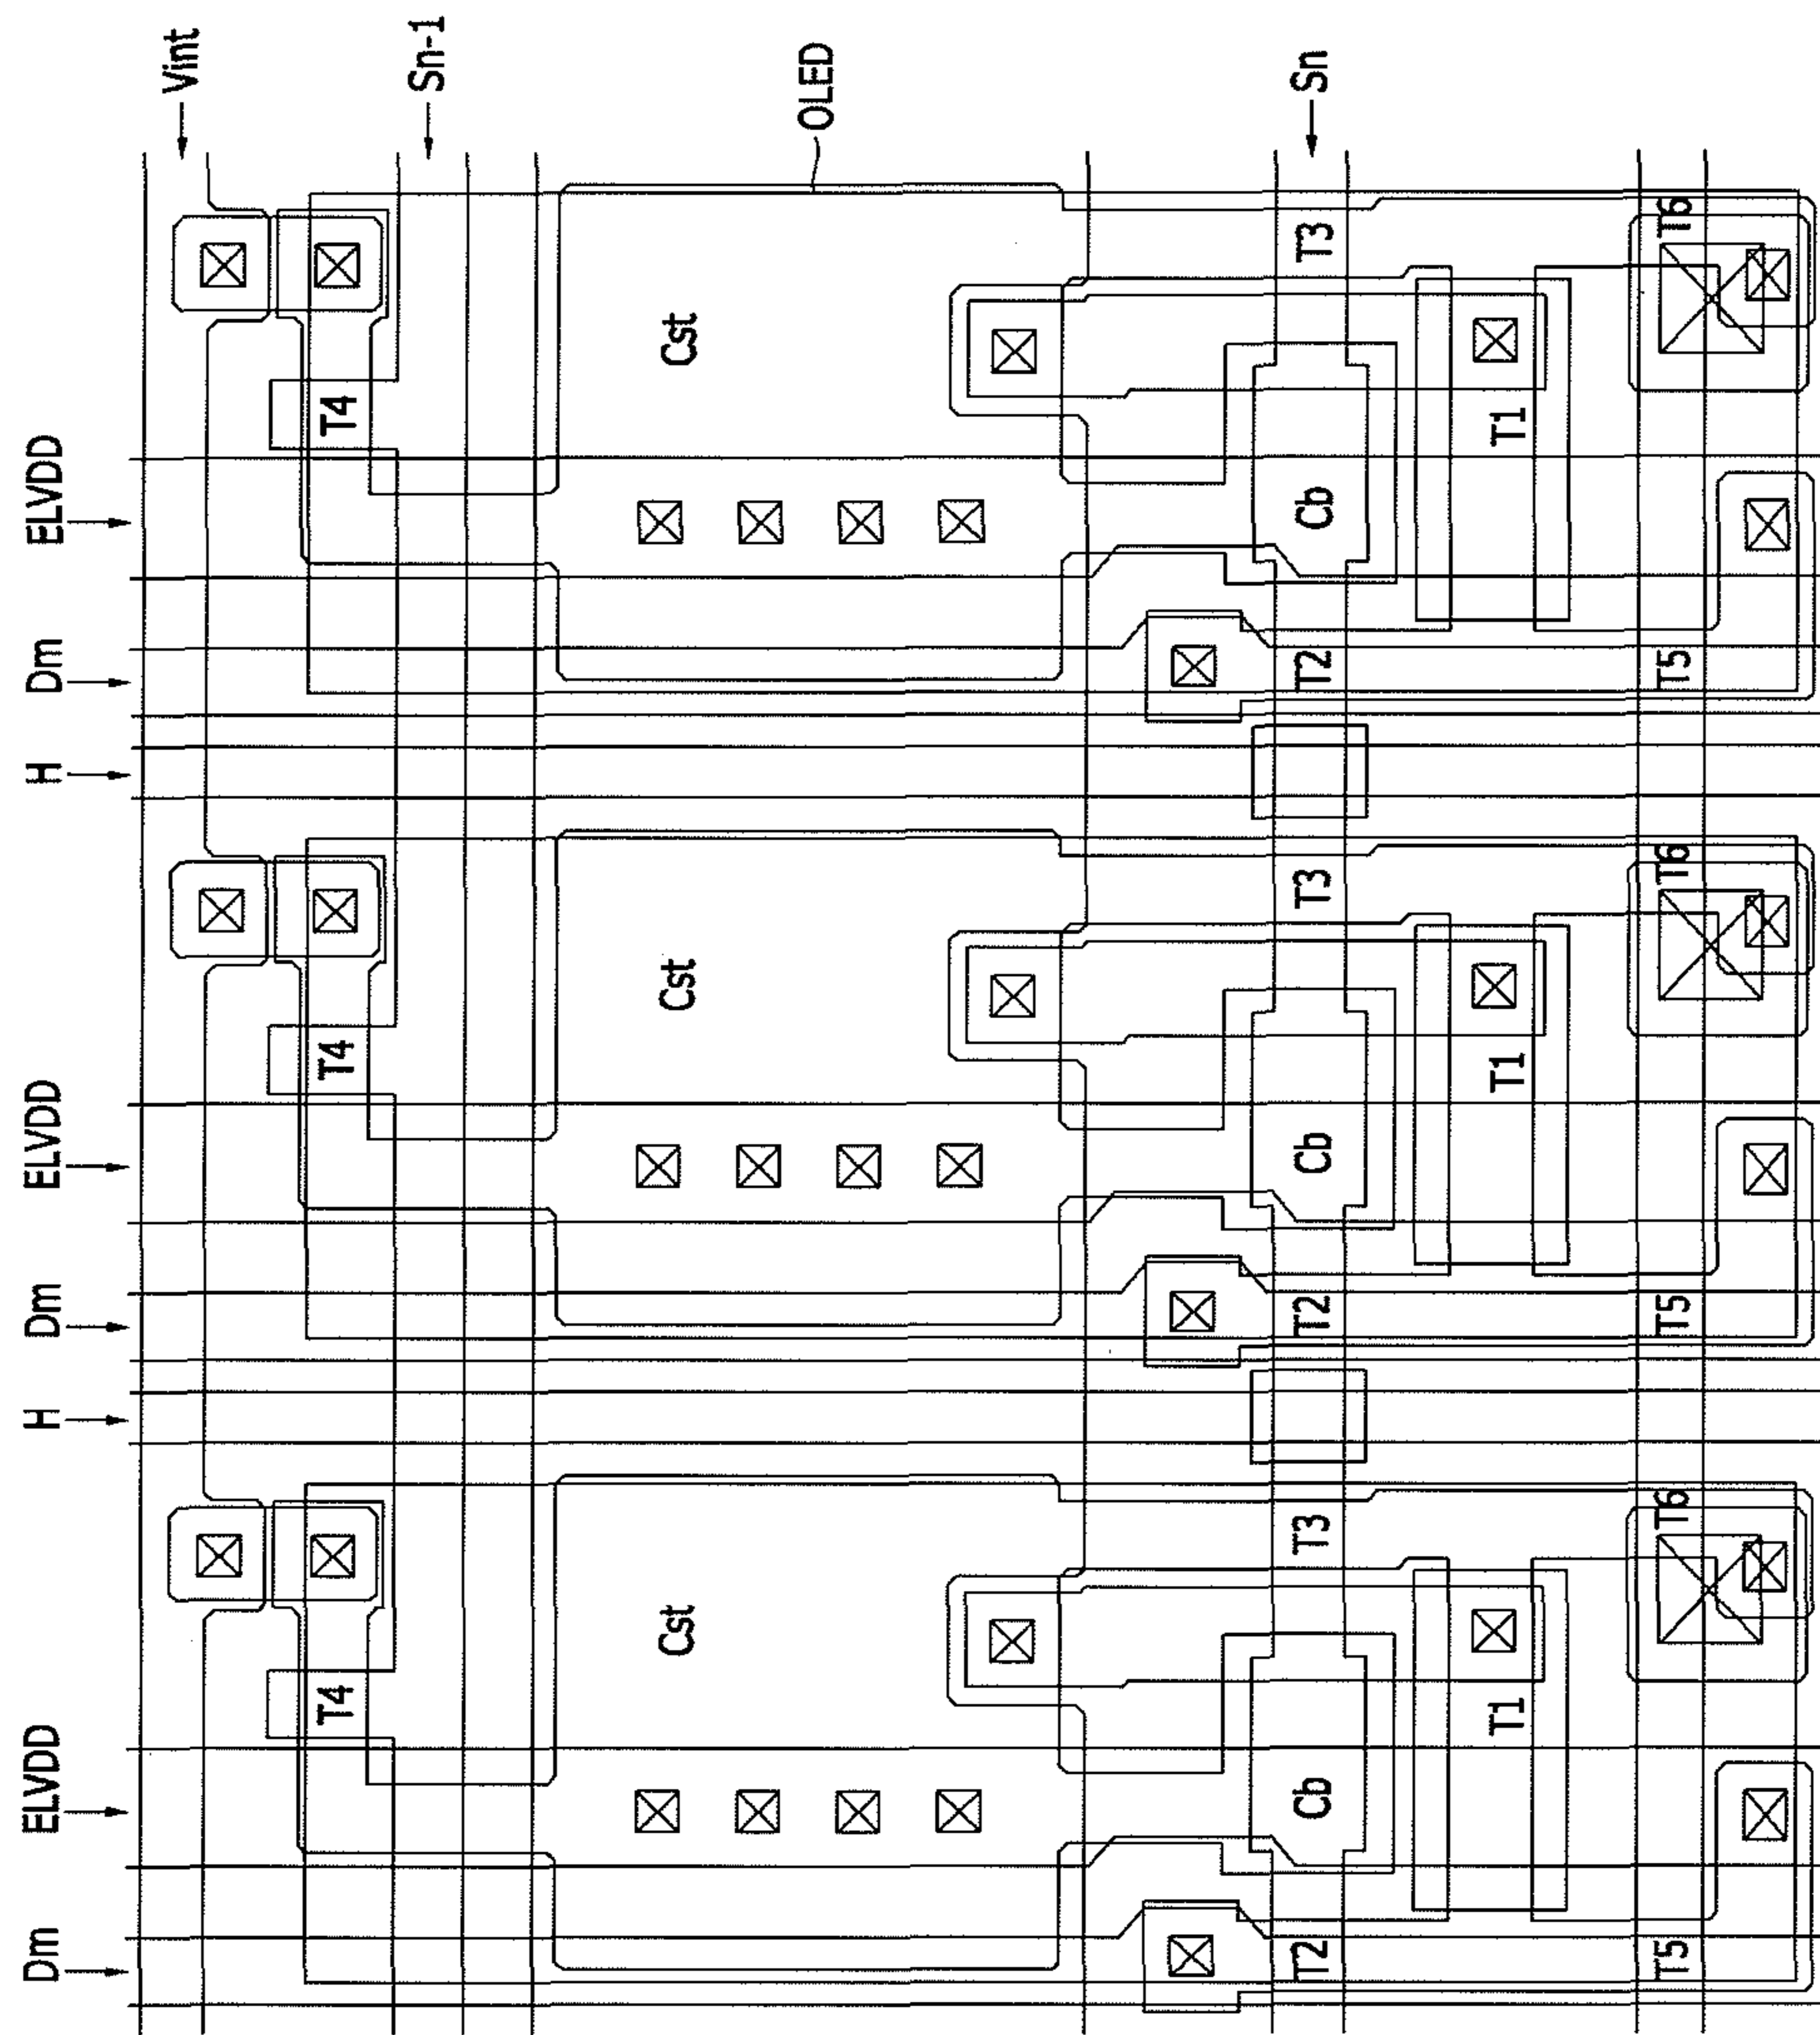 Dm ELVDD H Dm ELVDD H Dm ELVDD
Vint
T4 T4 T4
Sn-1
Cst Cst Cst
OLED
T2 Cb T3 T2 Cb T3 T2 Cb T3 Sn
T1 T1 T1
T5 T6 T5 T6 T5 T6